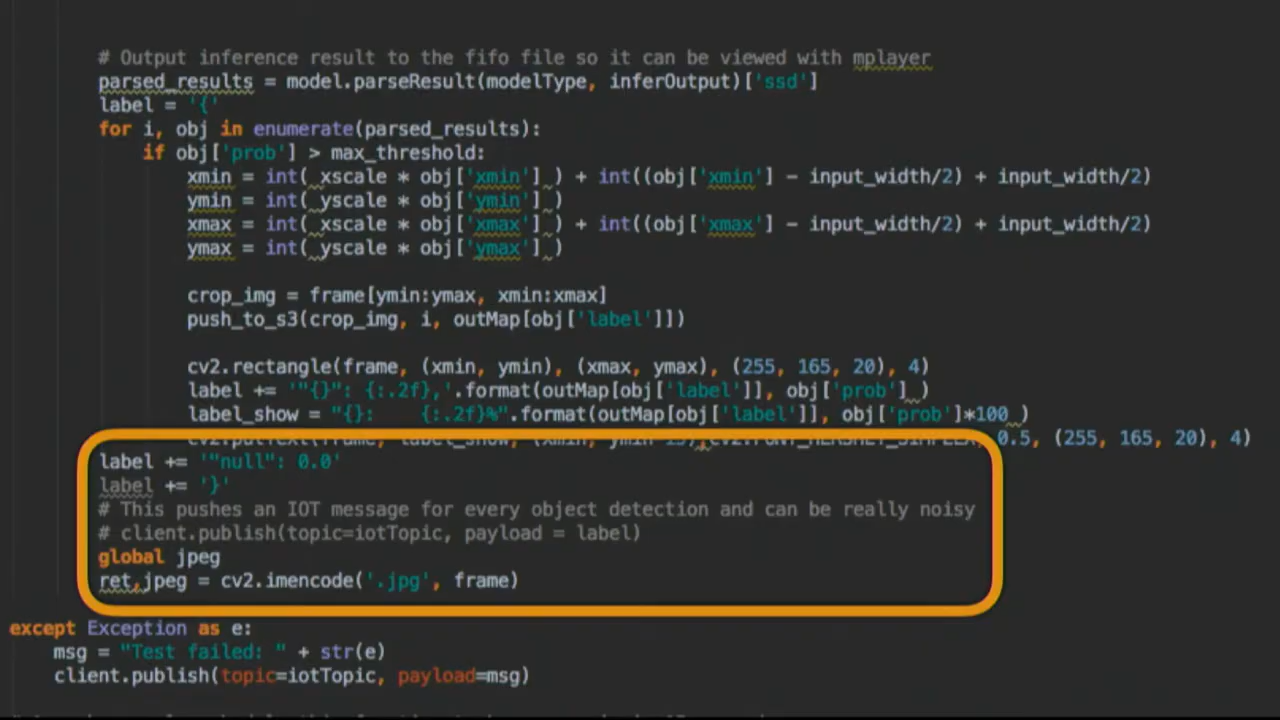 # Output inference result to the fifo file so it can be viewed with mplayer
parsed_results = model.parseResult(modelType, inferOutput)['ssd']
label = '{'
for i, obj in enumerate(parsed_results):
if obj['prob'] > max_threshold:
xmin = int( xscale * obj['xmin'] ) + int((obj['xmin'] - input_width/2) + input_width/2)
ymin = int( yscale * obj['ymin'] )
xmax = int( xscale * obj['xmax'] ) + int((obj['xmax'] - input_width/2) + input_width/2)
ymax = int( yscale * obj['ymax'] )
crop_img = frame[ymin:ymax, xmin:xmax]
push_to_s3(crop_img, i, outMap[obj['label']])
cv2.rectangle(frame, (xmin, ymin), (xmax, ymax), (255, 165, 20), 4)
label += '"{}": {:.2f},'.format(outMap[obj['label']], obj['prob'] )
label_show = "{}:    {:.2f}%".format(outMap[obj['label']], obj['prob']*100 )
cv2.putText(frame, label_show, (xmin, ymin-15),cv2.FONT_HERSHEY_SIMPLEX, 0.5, (255, 165, 20), 4)
label += '"null": 0.0'
label += '}'
# This pushes an IOT message for every object detection and can be really noisy
# client.publish(topic=iotTopic, payload = label)
global jpeg
ret,jpeg = cv2.imencode('.jpg', frame)
except Exception as e:
msg = "Test failed: " + str(e)
client.publish(topic=iotTopic, payload=msg)